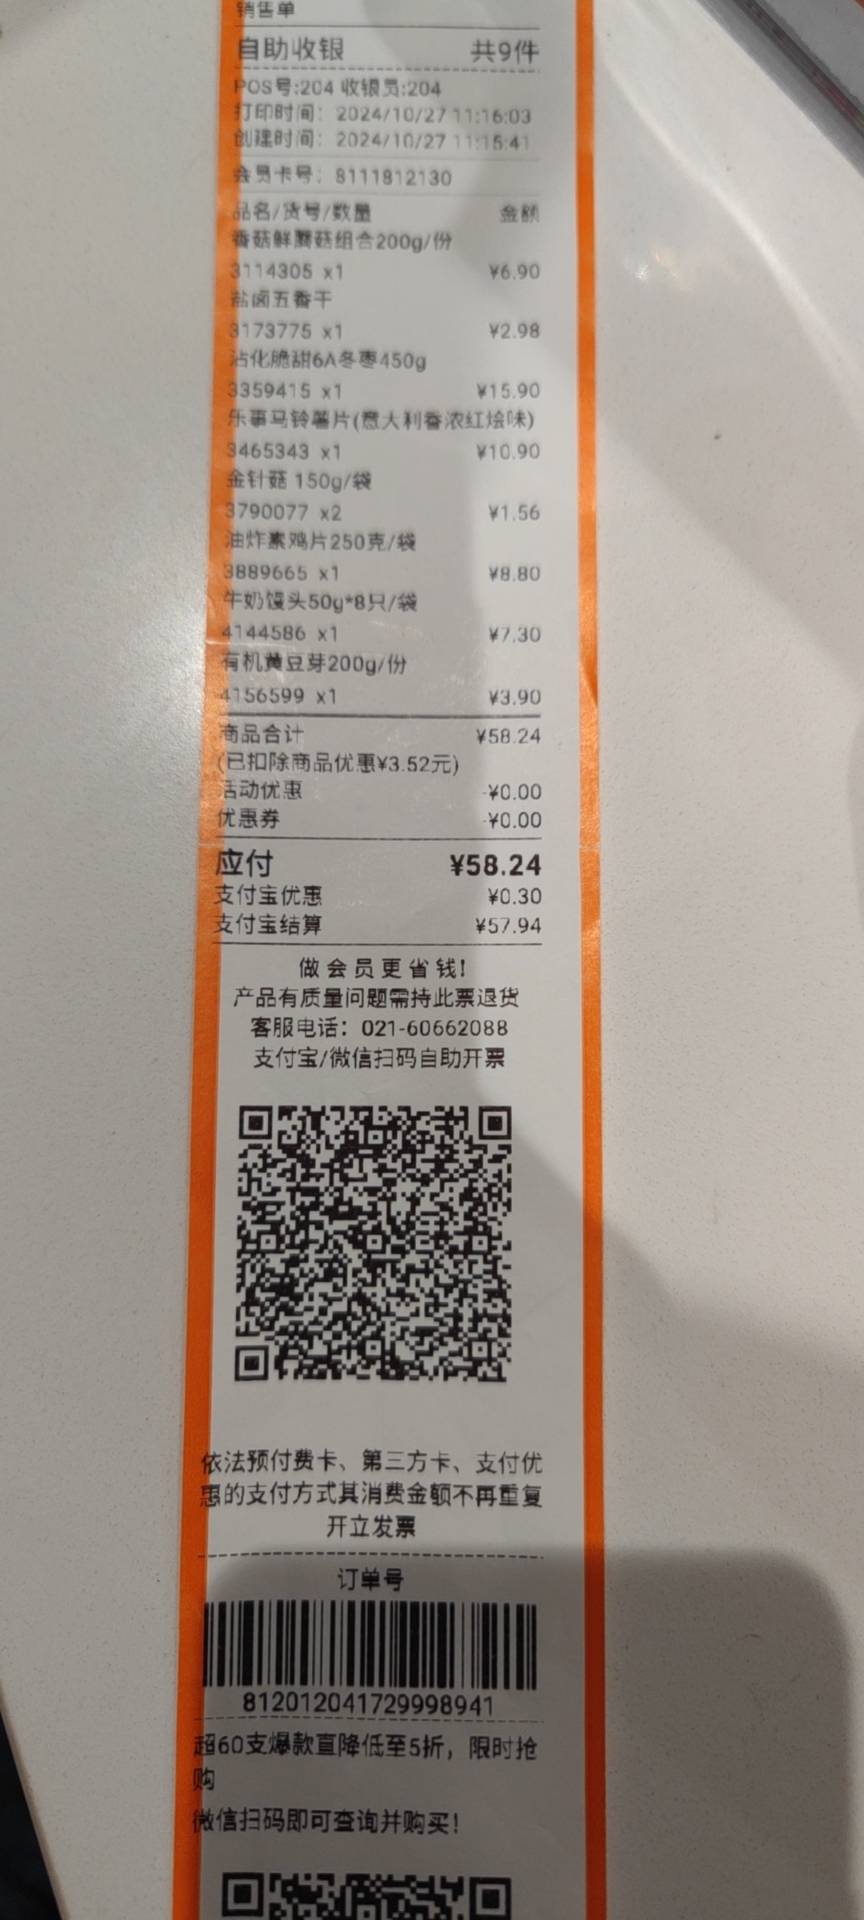 销售单
自助收银 共9件
POS号:204 收银员:204
打印时间: 2024/10/27 11:16:03
创建时间: 2024/10/27 11:15:41
会员卡号: 8111812130
品名/货号/数量 金额
香菇鲜蘑菇组合200g/份
3114305 x1 ¥6.90
盐卤五香干
3173775 x1 ¥2.98
沾化脆甜6A冬枣450g
3359415 x1 ¥15.90
乐事马铃薯片(意大利香浓红烩味)
3465343 x1 ¥10.90
金针菇 150g/袋
3790077 x2 ¥1.56
油炸素鸡片250克/袋
3889665 x1 ¥8.80
牛奶馒头50g*8只/袋
4144586 x1 ¥7.30
有机黄豆芽200g/份
4156599 x1 ¥3.90
商品合计 ¥58.24
(已扣除商品优惠¥3.52元)
活动优惠 -¥0.00
优惠券 -¥0.00
应付 ¥58.24
支付宝优惠 ¥0.30
支付宝结算 ¥57.94
做会员更省钱!
产品有质量问题需持此票退货
客服电话: 021-60662088
支付宝/微信扫码自助开票
依法预付费卡、第三方卡、支付优
惠的支付方式其消费金额不再重复
开立发票
订单号
812012041729998941
超60支爆款直降低至5折，限时抢
购
微信扫码即可查询并购买!